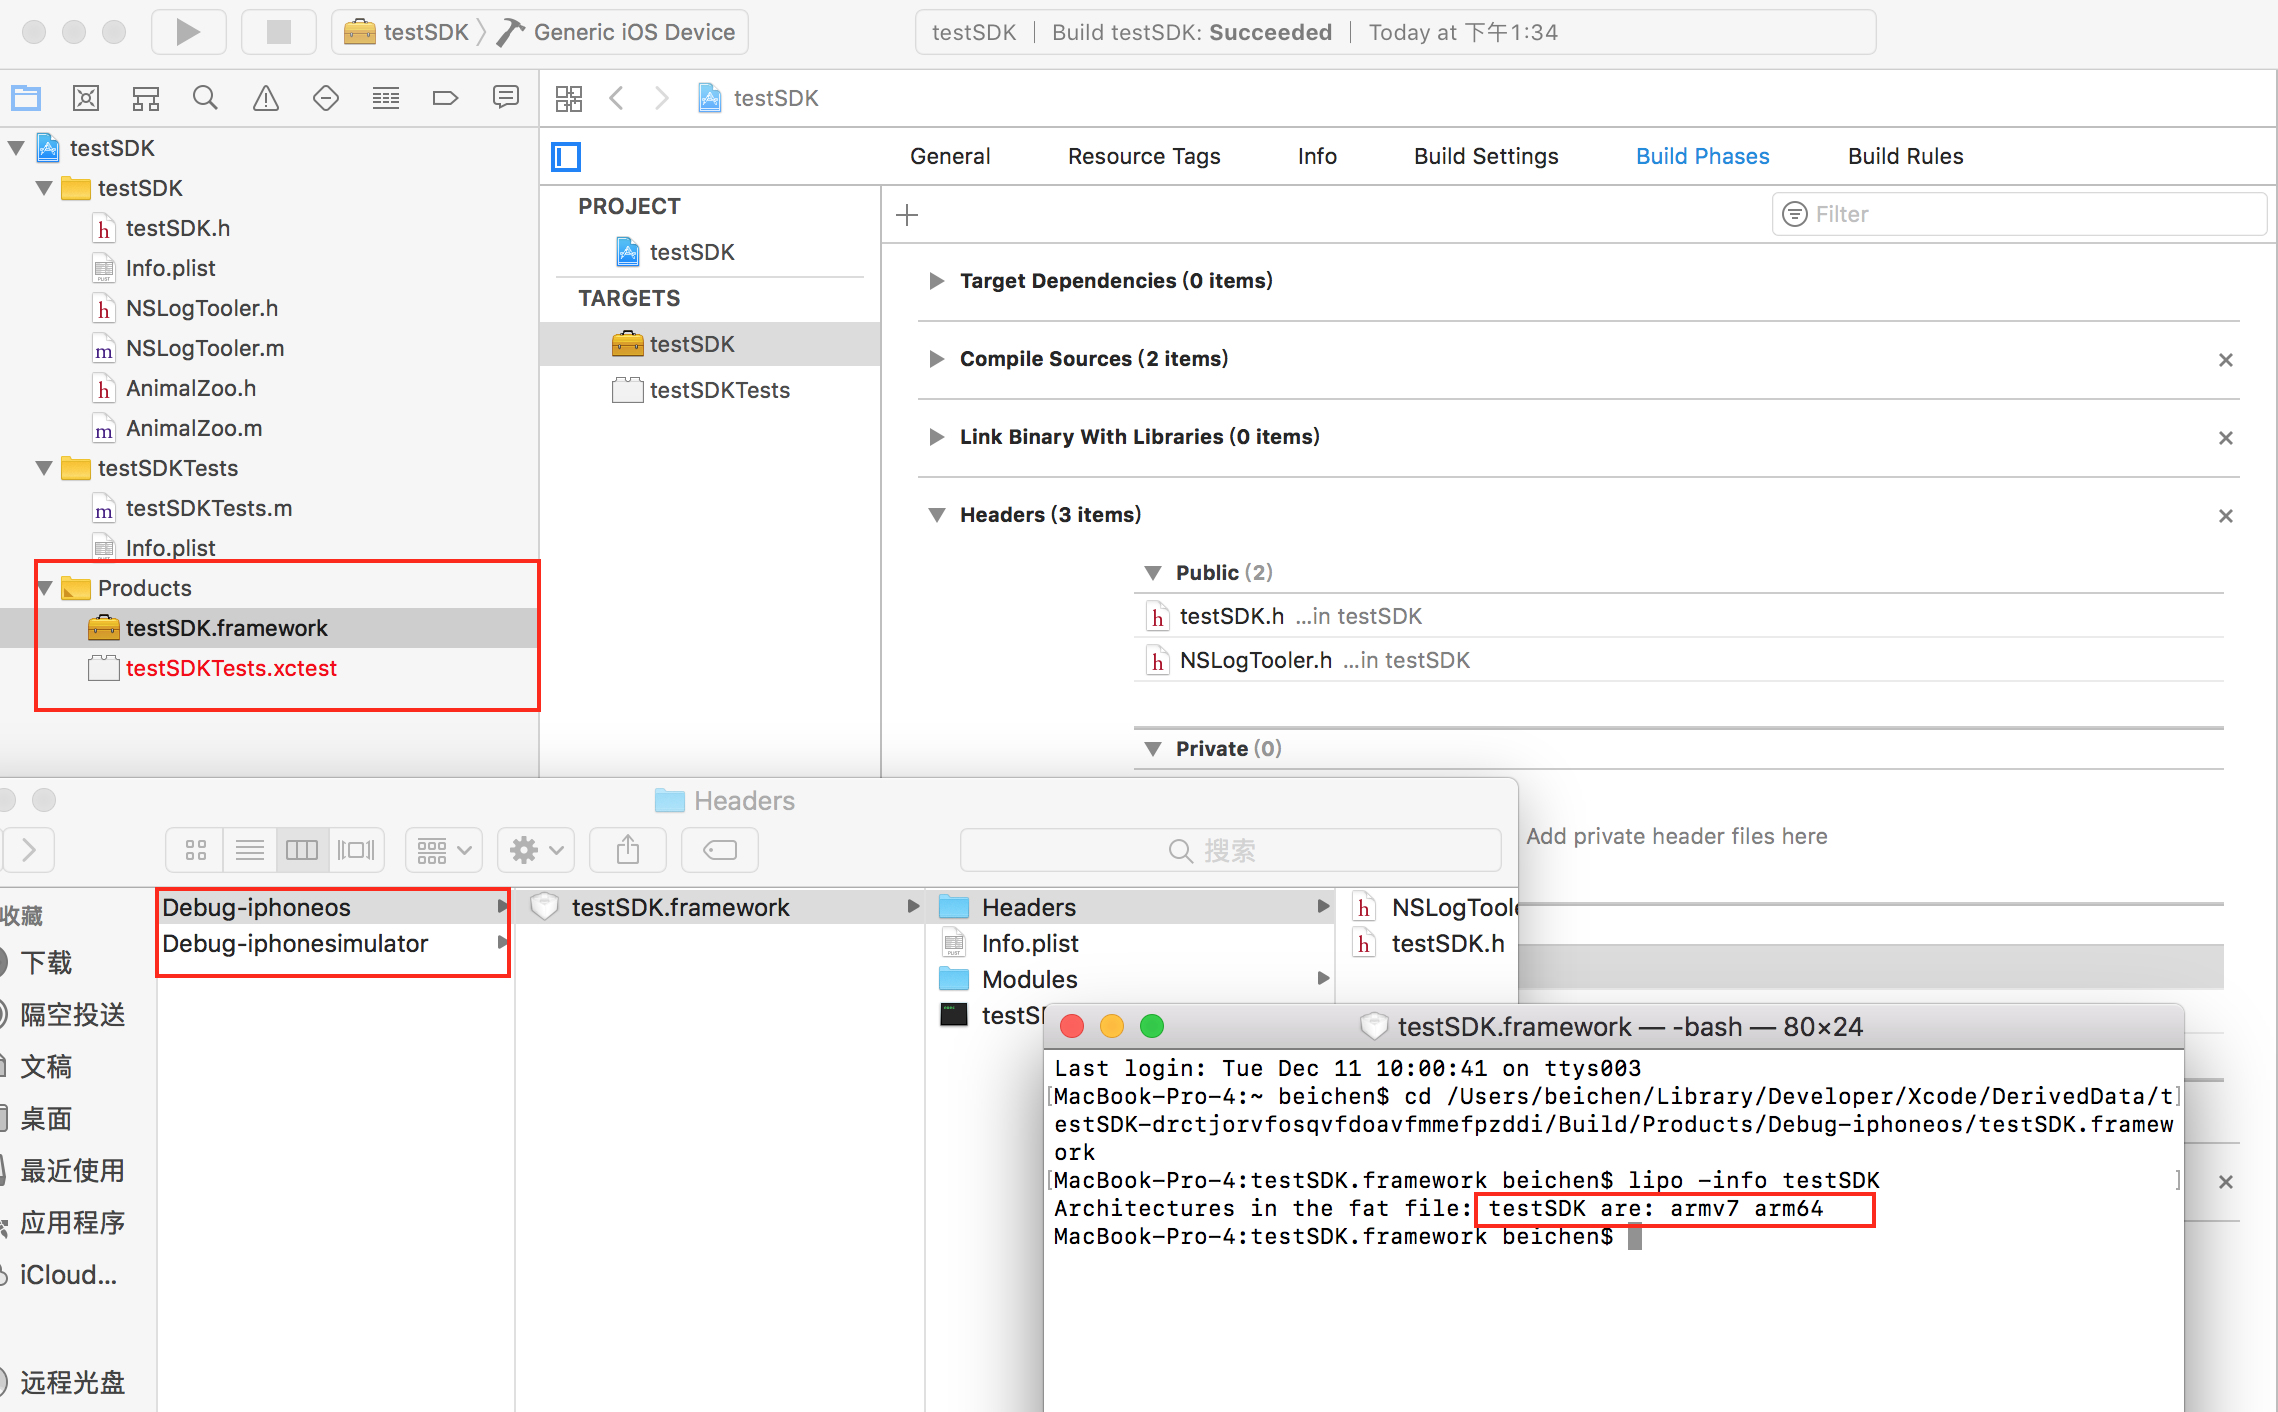 testSDK
Generic iOS Device
testSDK | Build testSDK: Succeeded | Today at 下午1:34
testSDK
testSDK
testSDK
testSDK.h
Info.plist
NSLogTooler.h
NSLogTooler.m
AnimalZoo.h
AnimalZoo.m
testSDKTests
testSDKTests.m
Info.plist
Products
testSDK.framework
testSDKTests.xctest
General
Resource Tags
Info
Build Settings
Build Phases
Build Rules
PROJECT
testSDK
TARGETS
testSDK
testSDKTests
Filter
Target Dependencies (0 items)
Compile Sources (2 items)
Link Binary With Libraries (0 items)
Headers (3 items)
Public (2)
testSDK.h ...in testSDK
NSLogTooler.h ...in testSDK
Private (0)
Add private header files here
Headers
搜索
收藏
下载
隔空投送
文稿
桌面
最近使用
应用程序
iCloud...
远程光盘
Debug-iphoneos
Debug-iphonesimulator
testSDK.framework
Headers
Info.plist
Modules
testS
NSLogToole
testSDK.h
testSDK.framework — -bash — 80×24
Last login: Tue Dec 11 10:00:41 on ttys003
[MacBook-Pro-4:~ beichen$ cd /Users/beichen/Library/Developer/Xcode/DerivedData/t]
estSDK-drctjorvfosqvfdoavfmmefpzddi/Build/Products/Debug-iphoneos/testSDK.framew
ork
[MacBook-Pro-4:testSDK.framework beichen$ lipo -info testSDK ]
Architectures in the fat file: testSDK are: armv7 arm64
MacBook-Pro-4:testSDK.framework beichen$